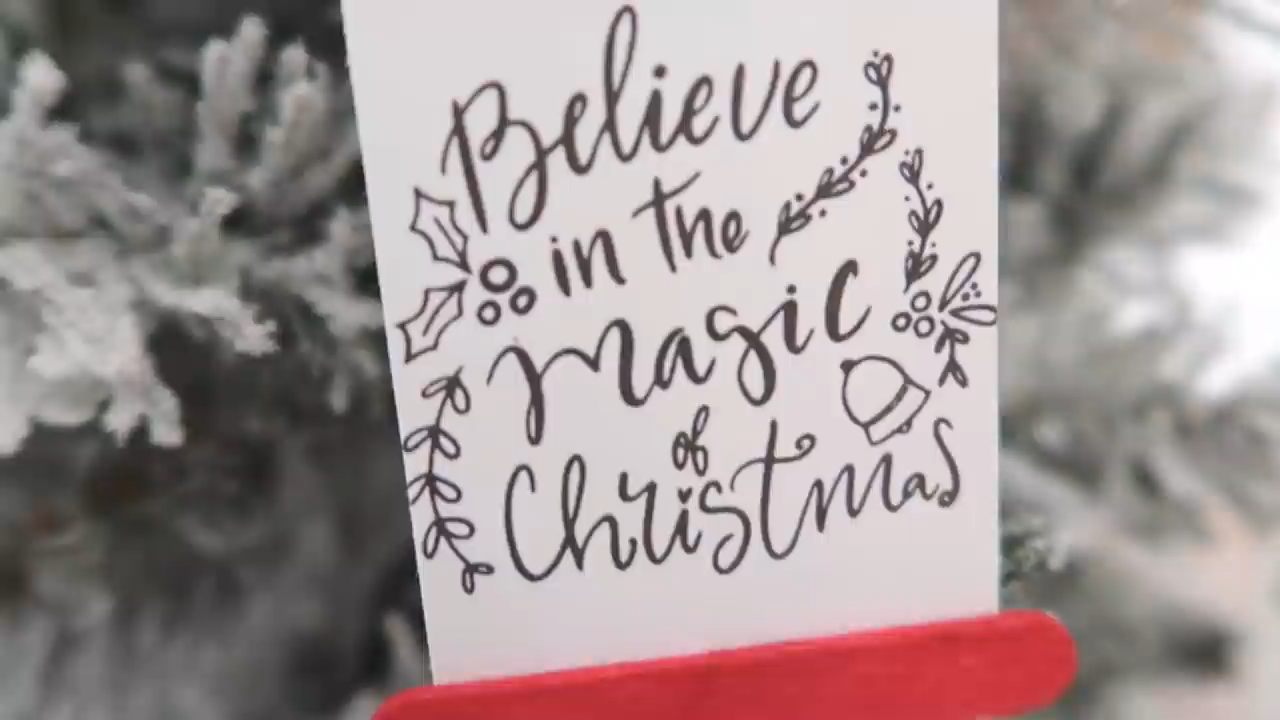 Believe
in the
Magic
of
Christmas